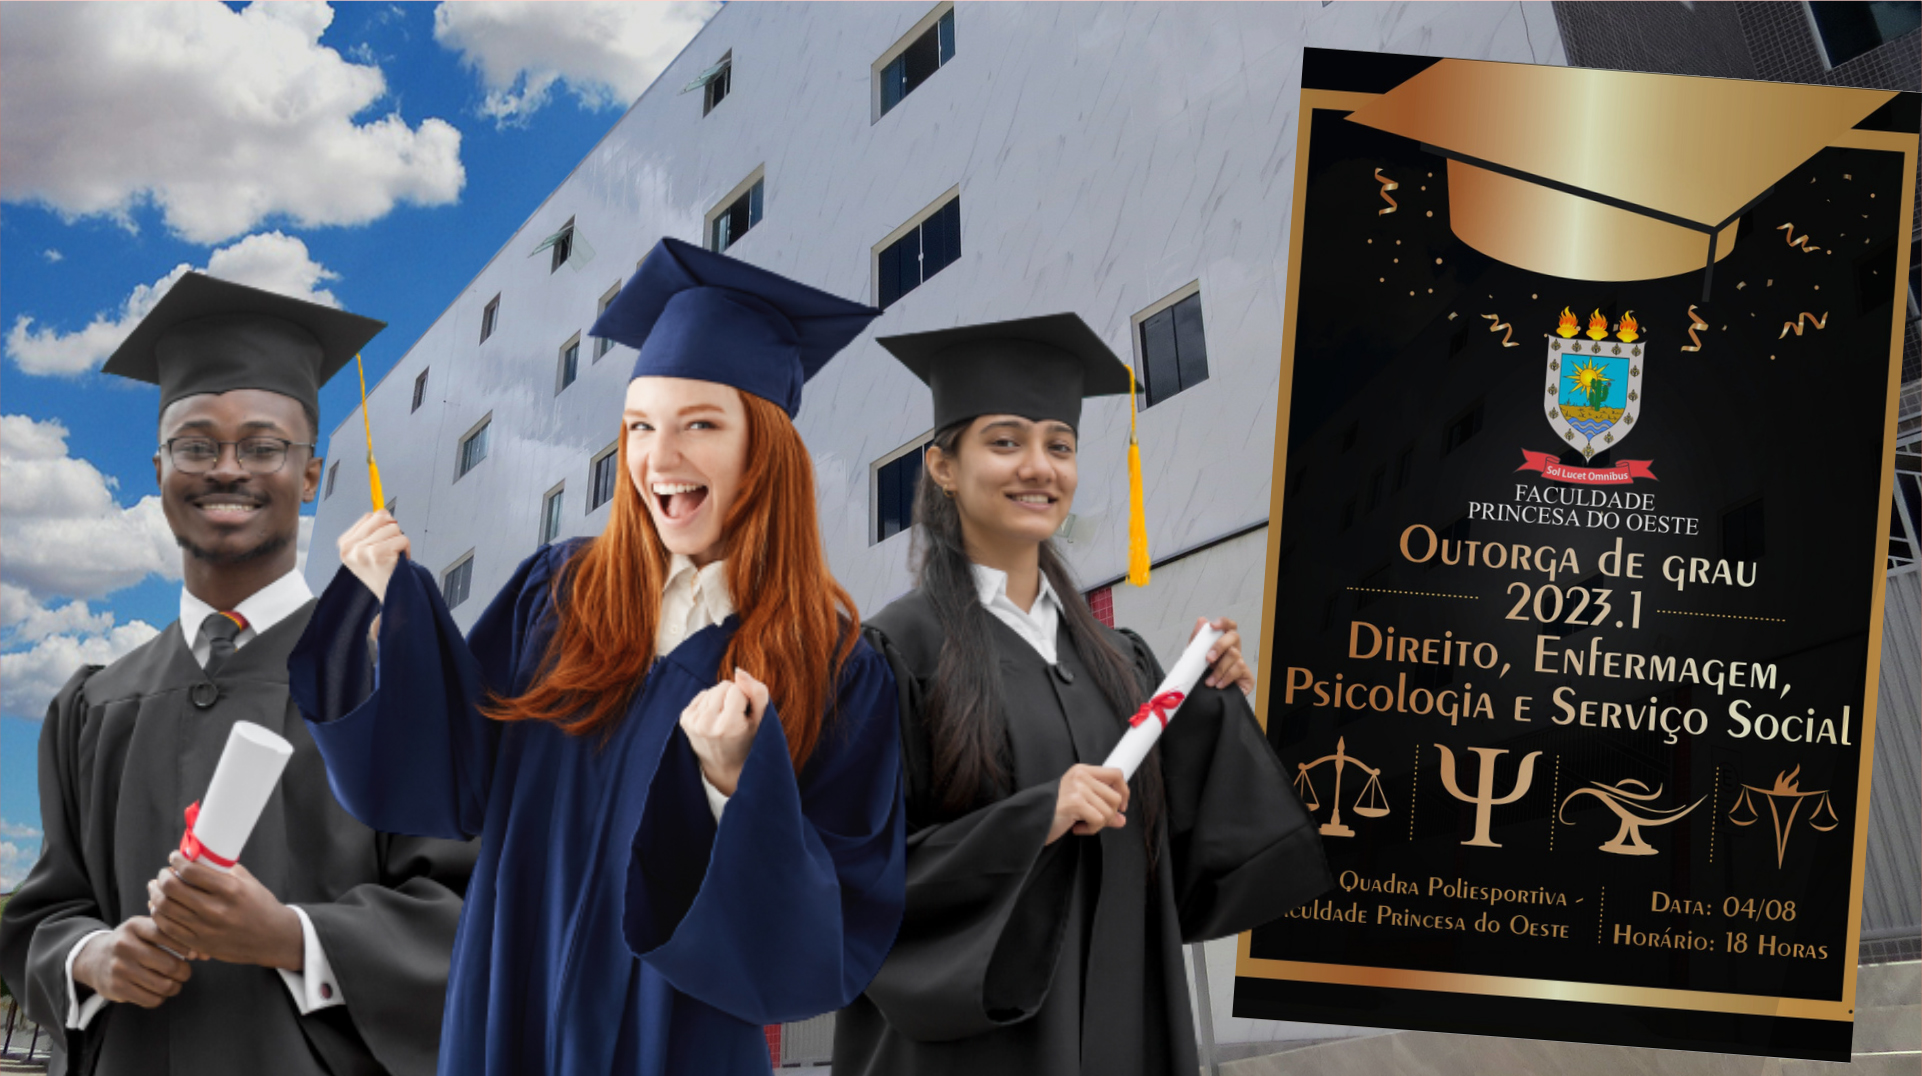 Sol Lucet Omnibus
FACULDADE
PRINCESA DO OESTE
Outorga de grau
2023.1
Direito, Enfermagem,
Psicologia e Serviço Social
Quadra Poliesportiva -
Princesa do Oeste
Data: 04/08
Horário: 18 Horas